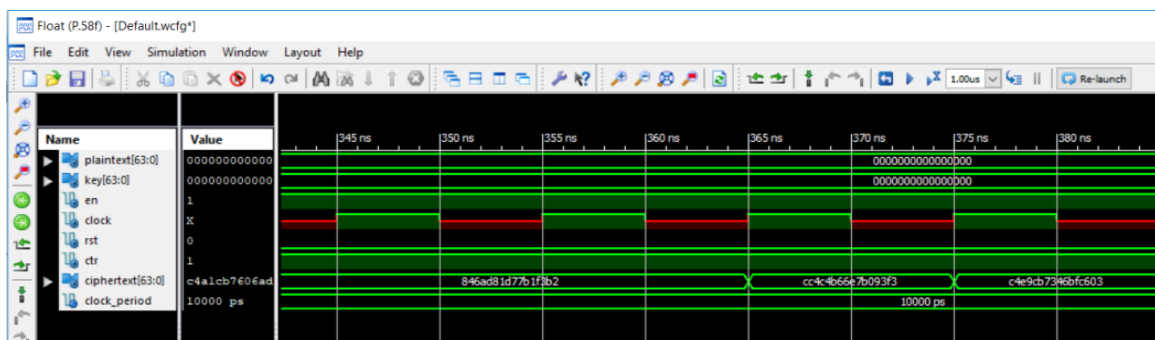 Float (P.58f) - [Default.wcfg*]
File Edit View Simulation Window Layout Help
1.00us Re-launch
Name Value 345 ns 350 ns 355 ns 360 ns 365 ns 370 ns 375 ns 380 ns
plaintext[63:0] 000000000000 0000000000000000
key[63:0] 000000000000 0000000000000000
en 1
clock X
rst 0
ctr 1
ciphertext[63:0] c4a1cb7606ad 846ad81d77b1f3b2 cc4c4b66e7b093f3 c4e9cb7346bfc603
clock_period 10000 ps 10000 ps